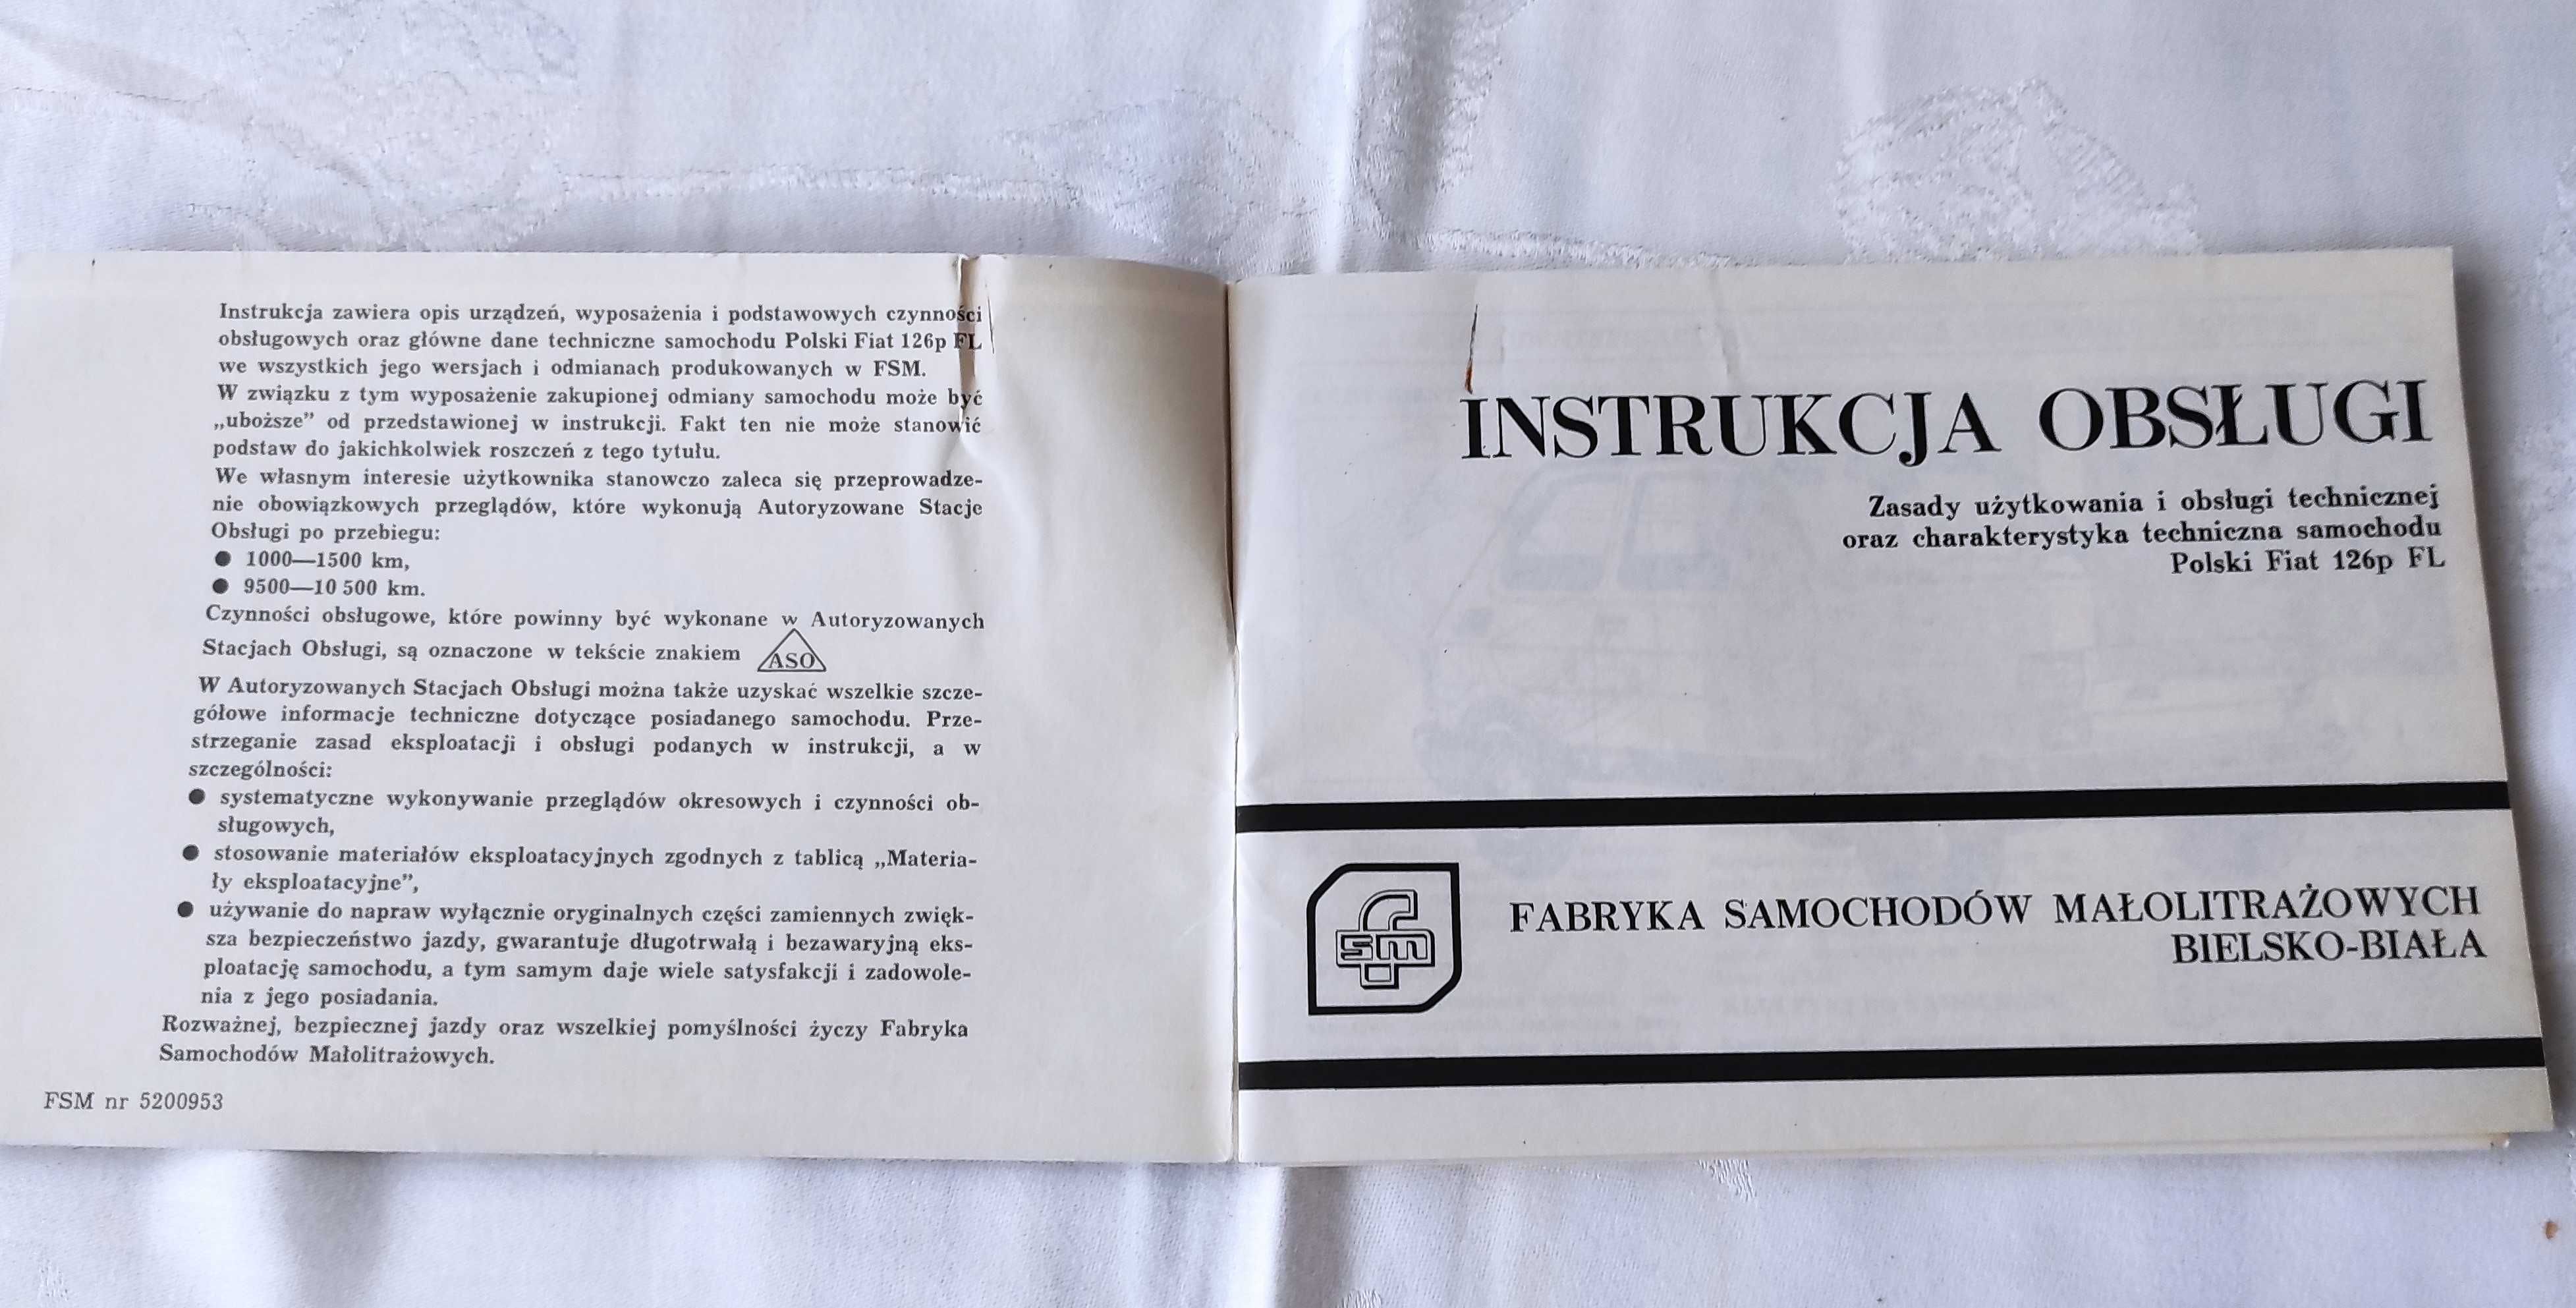 Instrukcja zawiera opis urządzeń, wyposażenia i podstawowych czynności
obsługowych oraz główne dane techniczne samochodu Polski Fiat 126p FL
we wszystkich jego wersjach i odmianach produkowanych w FSM.
W związku z tym wyposażenie zakupionej odmiany samochodu może być
„uboższe” od przedstawionej w instrukcji. Fakt ten nie może stanowić
podstaw do jakichkolwiek roszczeń z tego tytułu.
We własnym interesie użytkownika stanowczo zaleca się przeprowadze-
nie obowiązkowych przeglądów, które wykonują Autoryzowane Stacje
Obsługi po przebiegu:
● 1000—1500 km,
● 9500—10 500 km.
Czynności obsługowe, które powinny być wykonane w Autoryzowanych
Stacjach Obsługi, są oznaczone w tekście znakiem ASO
W Autoryzowanych Stacjach Obsługi można także uzyskać wszelkie szcze-
gółowe informacje techniczne dotyczące posiadanego samochodu. Prze-
strzeganie zasad eksploatacji i obsługi podanych w instrukcji, a w
szczególności:
● systematyczne wykonywanie przeglądów okresowych i czynności ob-
sługowych,
● stosowanie materiałów eksploatacyjnych zgodnych z tablicą „Materia-
ły eksploatacyjne”,
● używanie do napraw wyłącznie oryginalnych części zamiennych zwięk-
sza bezpieczeństwo jazdy, gwarantuje długotrwałą i bezawaryjną eks-
ploatację samochodu, a tym samym daje wiele satysfakcji i zadowole-
nia z jego posiadania.
Rozważnej, bezpiecznej jazdy oraz wszelkiej pomyślności życzy Fabryka
Samochodów Małolitrażowych.
FSM nr 5200953
INSTRUKCJA OBSŁUGI
Zasady użytkowania i obsługi technicznej
oraz charakterystyka techniczna samochodu
Polski Fiat 126p FL
fsm
FABRYKA SAMOCHODÓW MAŁOLITRAŻOWYCH
BIELSKO-BIAŁA